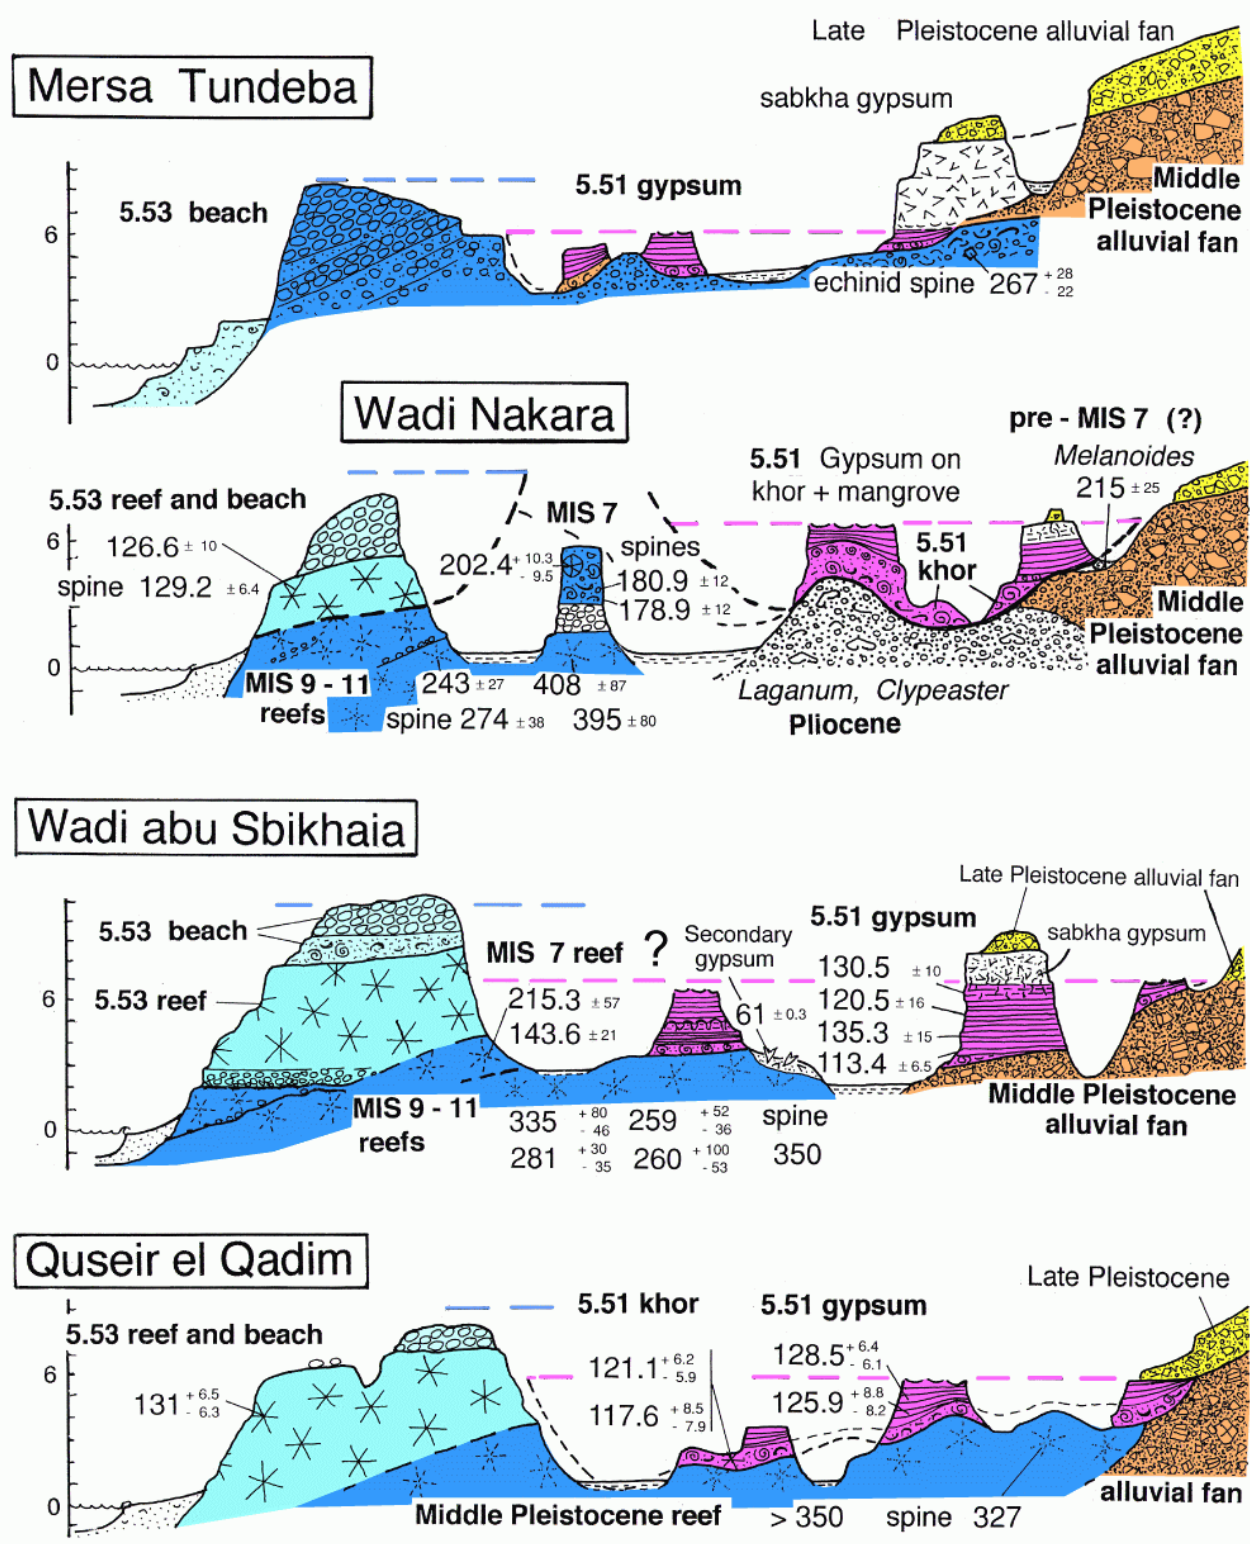 Late Pleistocene alluvial fan
Mersa Tundeba
sabkha gypsum
5.53 beach
5.51 gypsum
Middle
Pleistocene
alluvial fan
6
echinid spine 267 + 28
- 22
0
Wadi Nakara
pre - MIS 7 (?)
Melanoides
215 ± 25
5.51 Gypsum on
khor + mangrove
5.53 reef and beach
MIS 7
6
126.6 ± 10
spine 129.2 ± 6.4
202.4 + 10.3
- 9.5
spines
180.9 ± 12
178.9 ± 12
5.51
khor
Middle
Pleistocene
alluvial fan
0
MIS 9 - 11
reefs
243 ± 27
408 ± 87
spine 274 ± 38
395 ± 80
Laganum, Clypeaster
Pliocene
Wadi abu Sbikhaia
Late Pleistocene alluvial fan
5.53 beach
5.51 gypsum
sabkha gypsum
MIS 7 reef ?
Secondary
gypsum
5.53 reef
6
215.3 ± 57
143.6 ± 21
61 ± 0.3
130.5 ± 10
120.5 ± 16
135.3 ± 15
113.4 ± 6.5
Middle Pleistocene
alluvial fan
0
MIS 9 - 11
reefs
335 + 80
- 46
259 + 52
- 36
spine
281 + 30
- 35
260 + 100
- 53
350
Quseir el Qadim
Late Pleistocene
5.53 reef and beach
5.51 khor
5.51 gypsum
6
131 + 6.5
- 6.3
121.1 + 6.2
- 5.9
117.6 + 8.5
- 7.9
128.5 + 6.4
- 6.1
125.9 + 8.8
- 8.2
0
Middle Pleistocene reef
> 350
spine 327
alluvial fan